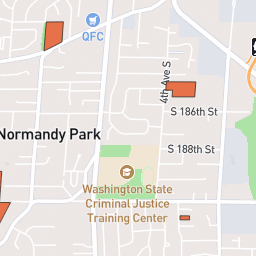 QFC
4th Ave S
S 186th St
Normandy Park
S 188th St
Washington State
Criminal Justice
Training Center